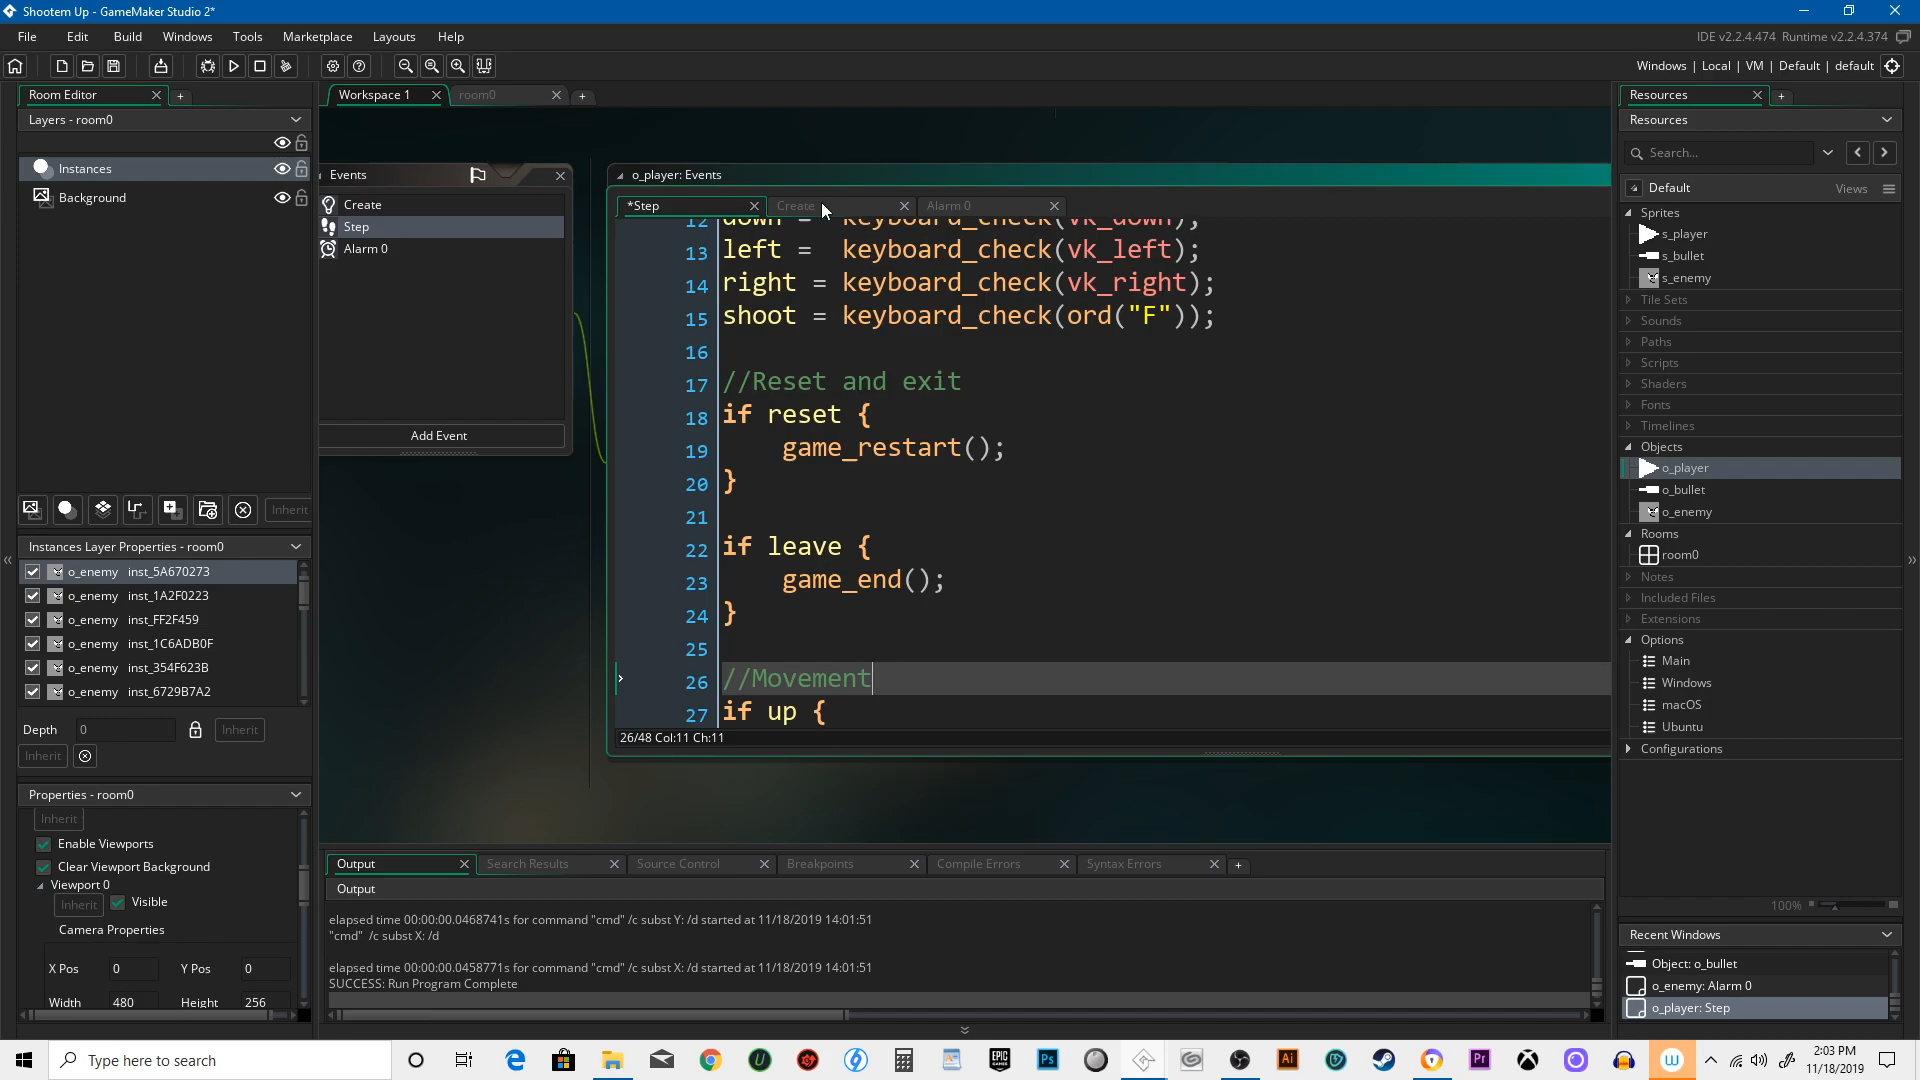 Shootem Up - GameMaker Studio 2*
File Edit Build Windows Tools Marketplace Layouts Help
IDE v2.2.4.474 Runtime v2.2.4.374
Windows | Local | VM | Default | default
Room Editor
Workspace 1
room0
Resources
Layers - room0
Resources
Instances
Background
Search...
Default
Views
Sprites
s_player
s_bullet
s_enemy
Tile Sets
Sounds
Paths
Scripts
Shaders
Fonts
Timelines
Objects
o_player
o_bullet
o_enemy
Rooms
room0
Notes
Included Files
Extensions
Options
Main
Windows
macOS
Ubuntu
Configurations
100%
Recent Windows
Object: o_bullet
o_enemy: Alarm 0
o_player: Step
Events
Create
Step
Alarm 0
Add Event
o_player: Events
*Step
Create
Alarm 0
12 down = keyboard_check(vk_down);
13 left = keyboard_check(vk_left);
14 right = keyboard_check(vk_right);
15 shoot = keyboard_check(ord("F"));
16
17 //Reset and exit
18 if reset {
19 game_restart();
20 }
21
22 if leave {
23 game_end();
24 }
25
26 //Movement
27 if up {
26/48 Col:11 Ch:11
Inherit
Instances Layer Properties - room0
o_enemy inst_5A670273
o_enemy inst_1A2F0223
o_enemy inst_FF2F459
o_enemy inst_1C6ADB0F
o_enemy inst_354F623B
o_enemy inst_6729B7A2
Depth 0 Inherit
Inherit
Properties - room0
Inherit
Enable Viewports
Clear Viewport Background
Viewport 0
Inherit Visible
Camera Properties
X Pos 0 Y Pos 0
Width 480 Height 256
Output
Search Results
Source Control
Breakpoints
Compile Errors
Syntax Errors
Output
elapsed time 00:00:00.0468741s for command "cmd" /c subst Y: /d started at 11/18/2019 14:01:51
"cmd" /c subst X: /d
elapsed time 00:00:00.0458771s for command "cmd" /c subst X: /d started at 11/18/2019 14:01:51
SUCCESS: Run Program Complete
Type here to search
EPIC GAMES
Ps
Ai
Pr
2:03 PM
11/18/2019